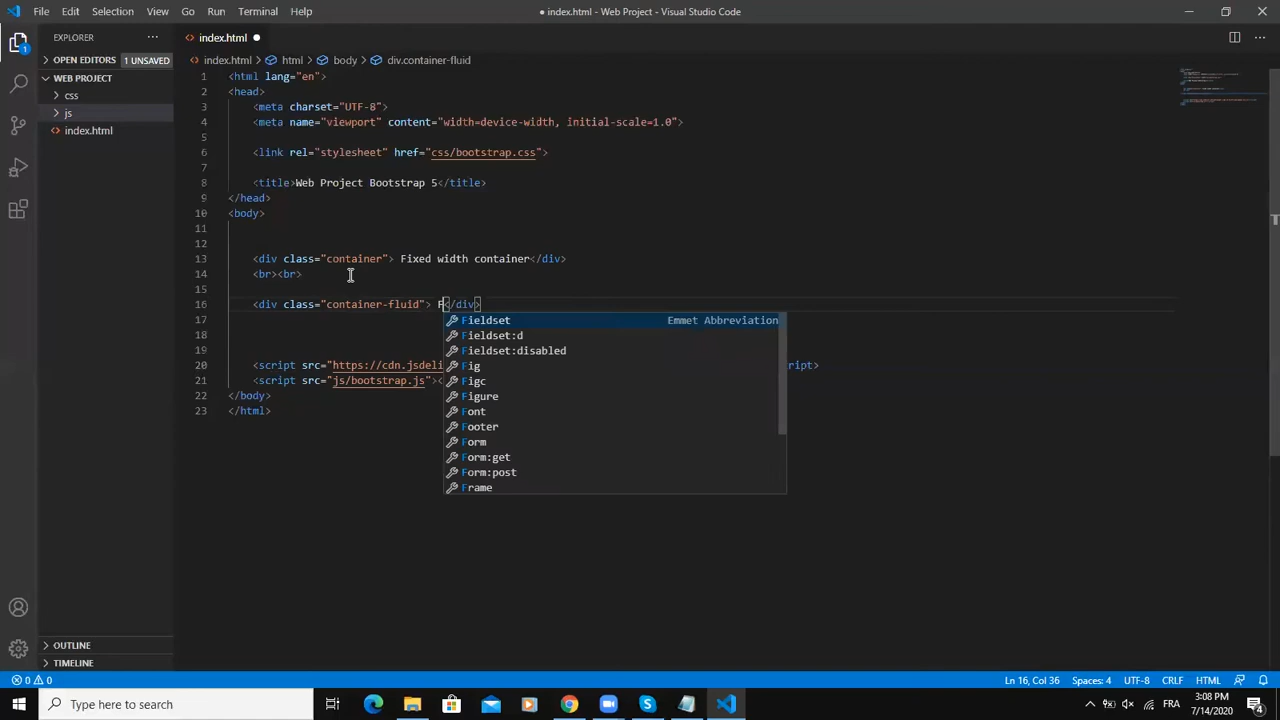 File Edit Selection View Go Run Terminal Help
● index.html - Web Project - Visual Studio Code
EXPLORER ...
index.html ●
OPEN EDITORS 1 UNSAVED
index.html > html > body > div.container-fluid
WEB PROJECT
> css
> js
<> index.html
1 <html lang="en">
2 <head>
3 <meta charset="UTF-8">
4 <meta name="viewport" content="width=device-width, initial-scale=1.0">
5
6 <link rel="stylesheet" href="css/bootstrap.css">
7
8 <title>Web Project Bootstrap 5</title>
9 </head>
10 <body>
11
12
13 <div class="container"> Fixed width container</div>
14 <br><br>
15
16 <div class="container-fluid"> F</div>
17
18
19
20 <script src="https://cdn.jsdeli ript>
21 <script src="js/bootstrap.js"><
22 </body>
23 </html>
Fieldset Emmet Abbreviation
Fieldset:d
Fieldset:disabled
Fig
Figc
Figure
Font
Footer
Form
Form:get
Form:post
Frame
OUTLINE
TIMELINE
0 0
Ln 16, Col 36 Spaces: 4 UTF-8 CRLF HTML
Type here to search
FRA
3:08 PM
7/14/2020
1
4